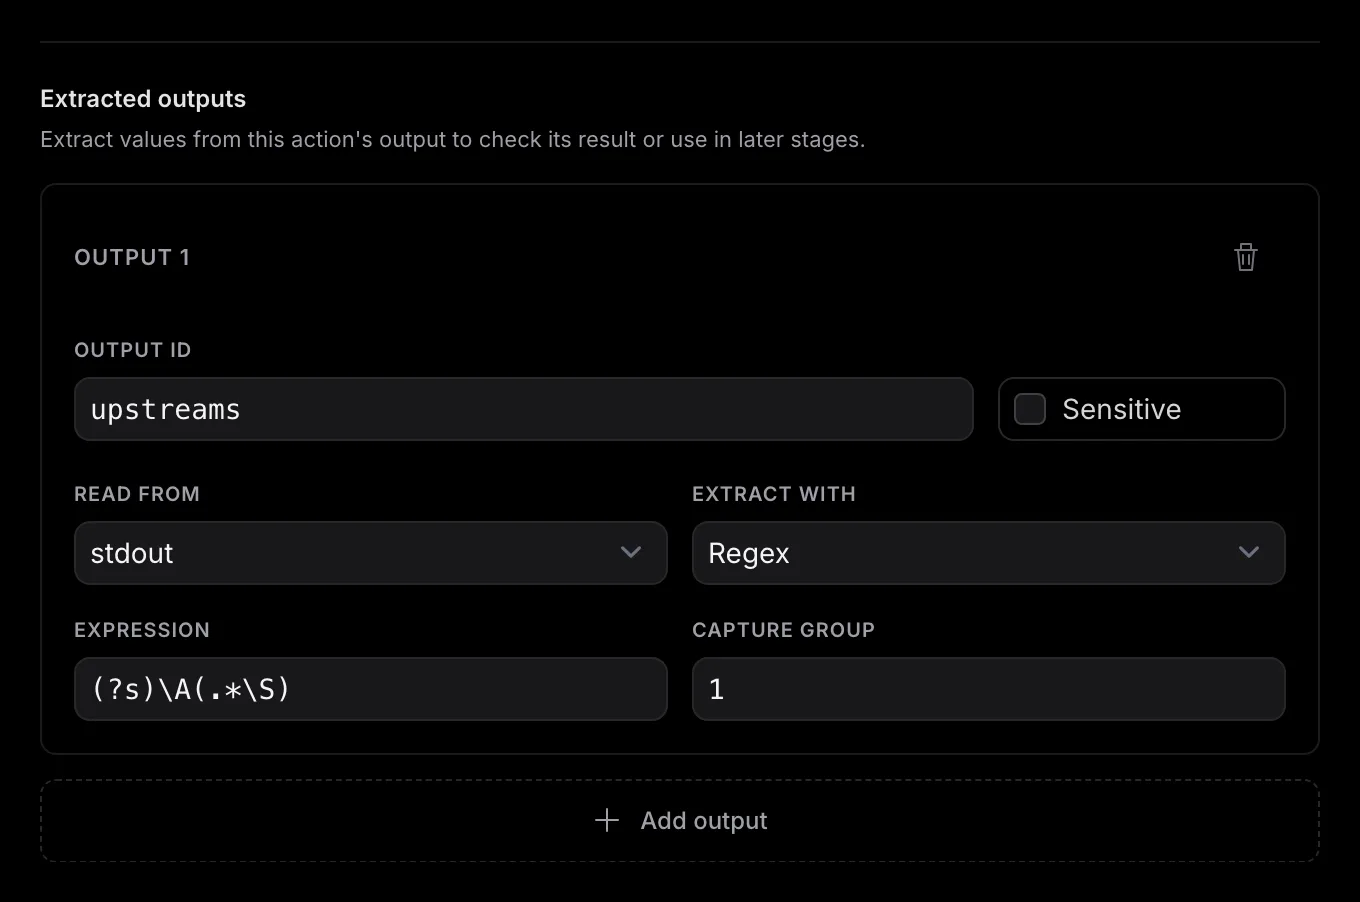 Extracted outputs
Extract values from this action's output to check its result or use in later stages.
OUTPUT 1
OUTPUT ID
upstreams
Sensitive
READ FROM
EXTRACT WITH
stdout
Regex
EXPRESSION
CAPTURE GROUP
(?s)\A(.*\S)
1
Add output